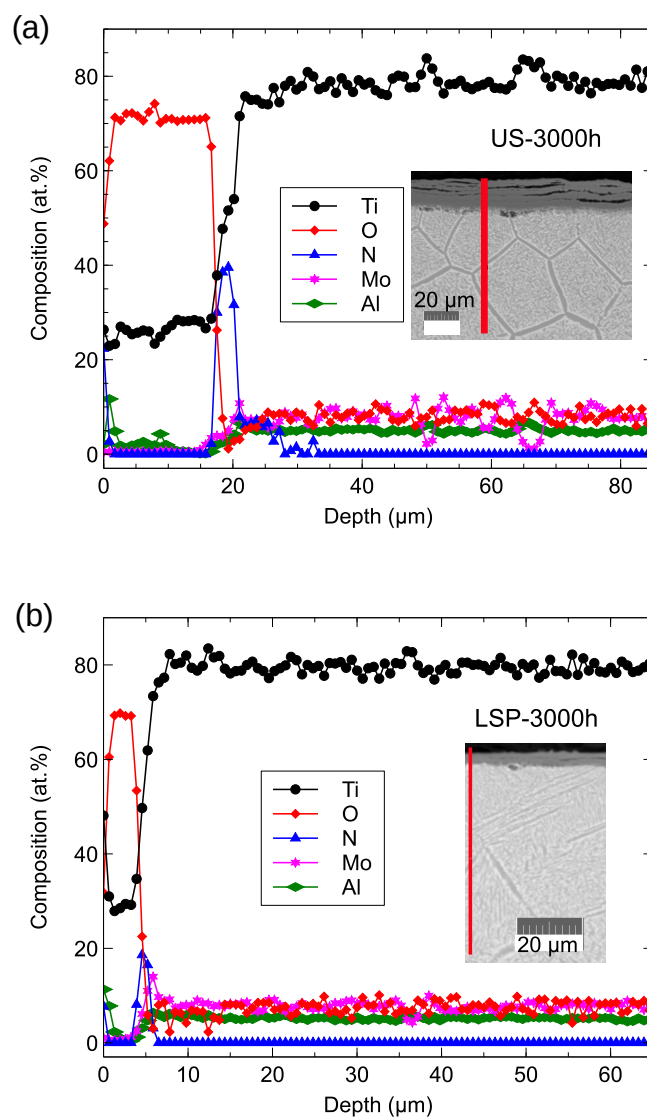 (a)
80
60
40
20
0
Composition (at.%)
US-3000h
Ti
O
N
Mo
Al
20 µm
0
20
40
60
80
Depth (µm)
(b)
80
60
40
20
0
Composition (at.%)
LSP-3000h
Ti
O
N
Mo
Al
20 µm
0
10
20
30
40
50
60
Depth (µm)